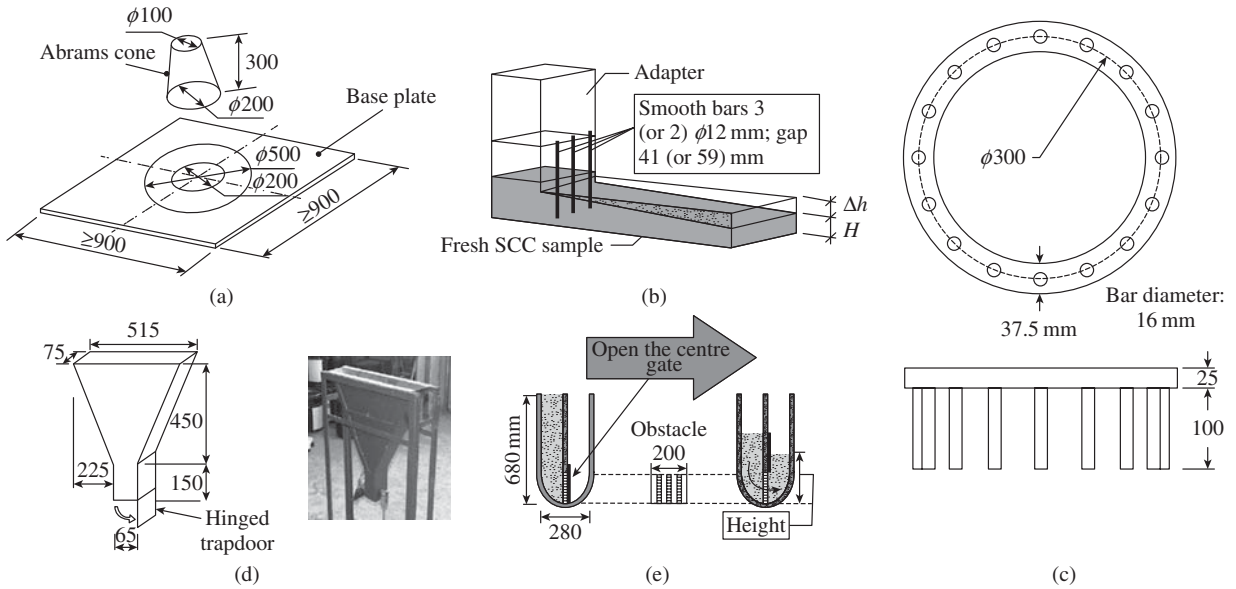 ϕ100
Abrams cone
300
ϕ200
Base plate
ϕ500
ϕ200
≥900
≥900
(a)
Adapter
Smooth bars 3
(or 2) ϕ12 mm; gap
41 (or 59) mm
Δh
H
Fresh SCC sample
(b)
ϕ300
37.5 mm
Bar diameter:
16 mm
25
100
(c)
515
75
450
225
150
65
Hinged
trapdoor
(d)
Open the centre
gate
680 mm
Obstacle
200
280
Height
(e)